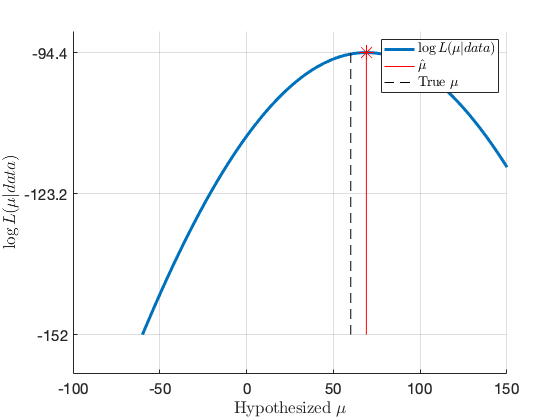 -94.4
-123.2
-152
log L(μ|data)
-100
-50
0
50
100
150
Hypothesized μ
log L(μ|data)
μ̂
True μ